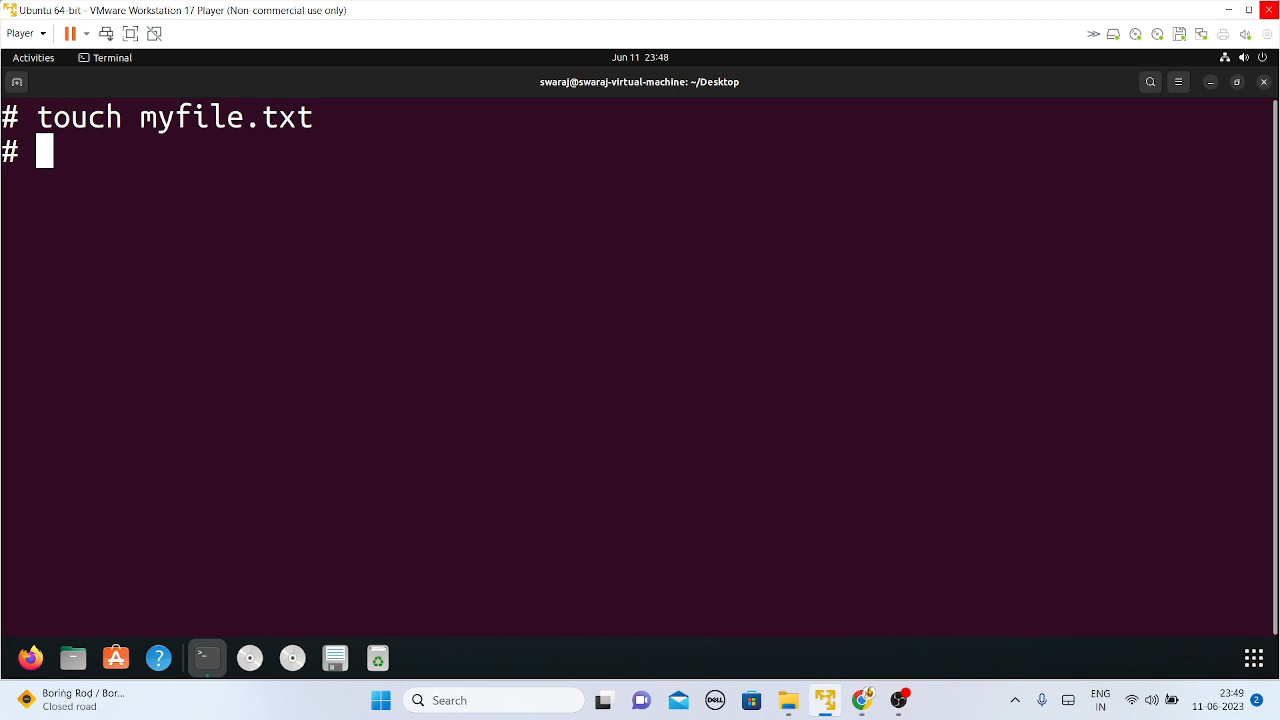 Ubuntu 64-bit - VMware Workstation 17 Player (Non-commercial use only)
Player
Activities
Terminal
Jun 11 23:48
swaraj@swaraj-virtual-machine: ~/Desktop
# touch myfile.txt
#
Boring Rod / Bor...
Closed road
Search
DELL
ENG
IN
23:49
11-06-2023
2